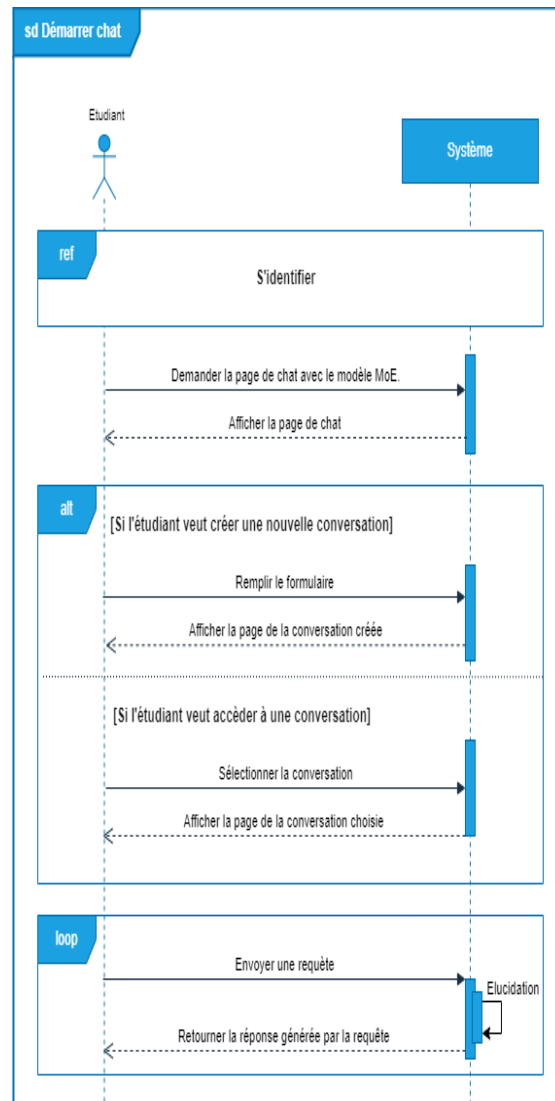 sd Démarrer chat
Etudiant
Système
ref
S'identifier
Demander la page de chat avec le modèle MoE.
Afficher la page de chat
alt
[Si l'étudiant veut créer une nouvelle conversation]
Remplir le formulaire
Afficher la page de la conversation créée
[Si l'étudiant veut accèder à une conversation]
Sélectionner la conversation
Afficher la page de la conversation choisie
loop
Envoyer une requète
Elucidation
Retourner la réponse générée par la requête